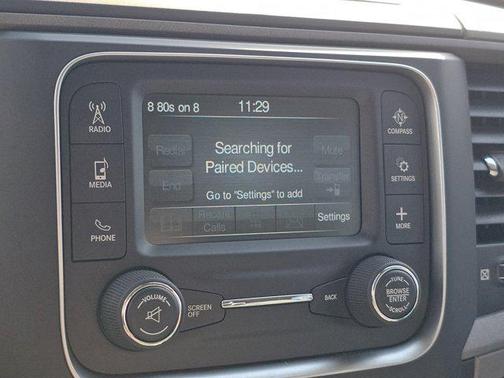 8 80s on 8 11:29
RADIO
COMPASS
Redial
Searching for
Paired Devices...
Mute
MEDIA
SETTINGS
End
Transfer
Go to "Settings" to add
PHONE
Recent
Calls
Settings
MORE
VOLUME
SCREEN
OFF
BACK
TUNE
BROWSE
ENTER
SCROLL